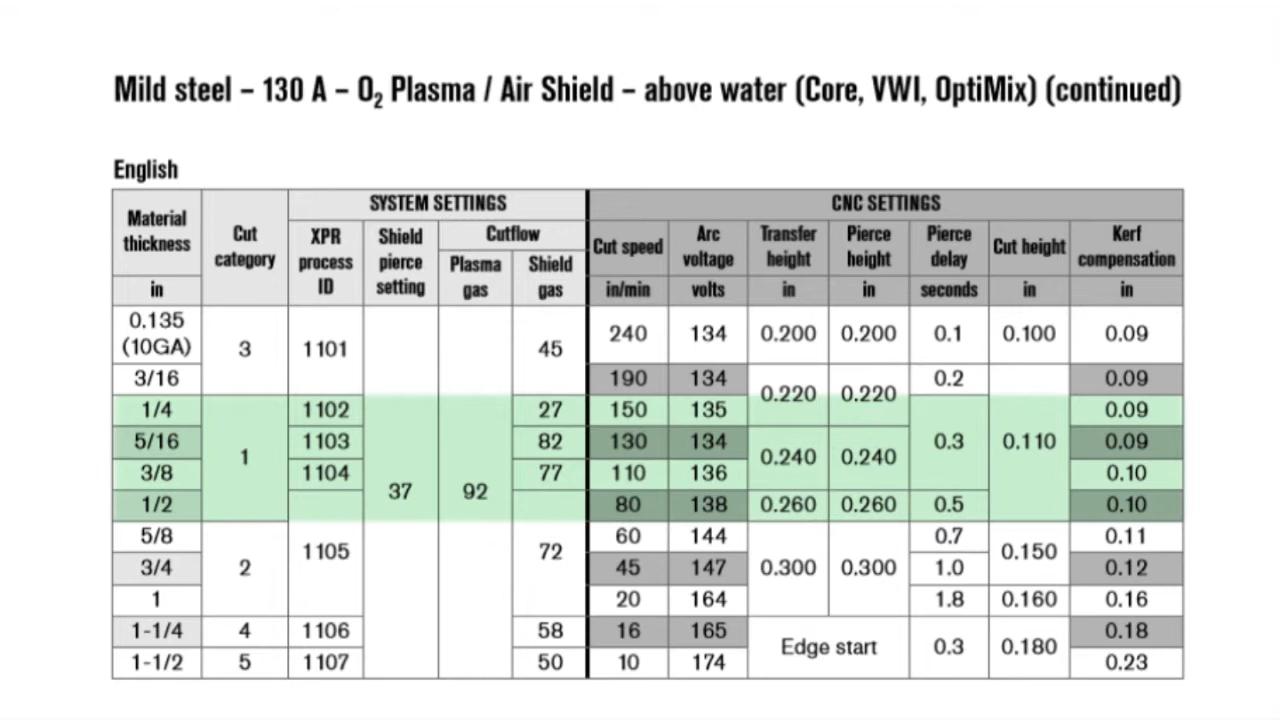 Mild steel – 130 A – O₂ Plasma / Air Shield – above water (Core, VWI, OptiMix) (continued)
English
Material thickness Cut category SYSTEM SETTINGS CNC SETTINGS
XPR process ID Shield pierce setting Cutflow Cut speed Arc voltage Transfer height Pierce height Pierce delay Cut height Kerf compensation
Plasma gas Shield gas
in in/min volts in in seconds in in
0.135 (10GA) 3 1101 45 240 134 0.200 0.200 0.1 0.100 0.09
3/16 190 134 0.220 0.220 0.2 0.09
1/4 1 1102 37 92 27 150 135 0.3 0.110 0.09
5/16 1103 82 130 134 0.240 0.240 0.09
3/8 1104 77 110 136 0.10
1/2 80 138 0.260 0.260 0.5 0.10
5/8 2 1105 72 60 144 0.300 0.300 0.7 0.150 0.11
3/4 45 147 1.0 0.12
1 20 164 1.8 0.160 0.16
1-1/4 4 1106 58 16 165 Edge start 0.3 0.180 0.18
1-1/2 5 1107 50 10 174 0.23